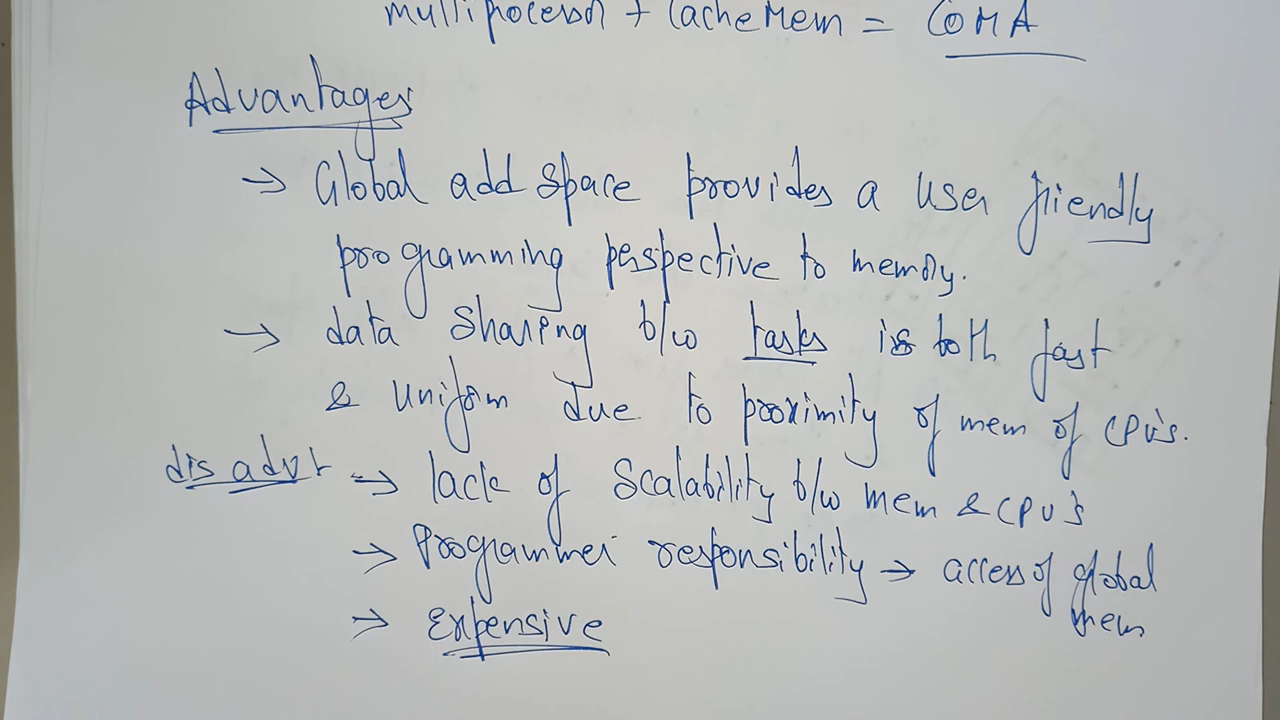 multiprocessor + Cache Mem = COMA
Advantages
→ Global add space provides a user friendly
programming perspective to memory.
→ data sharing b/w tasks is both fast
& uniform due to proximity of mem of CPU's.
disadvt → lack of Scalability b/w mem & CPU's
→ Programmer responsibility → access of global
mem
→ Expensive